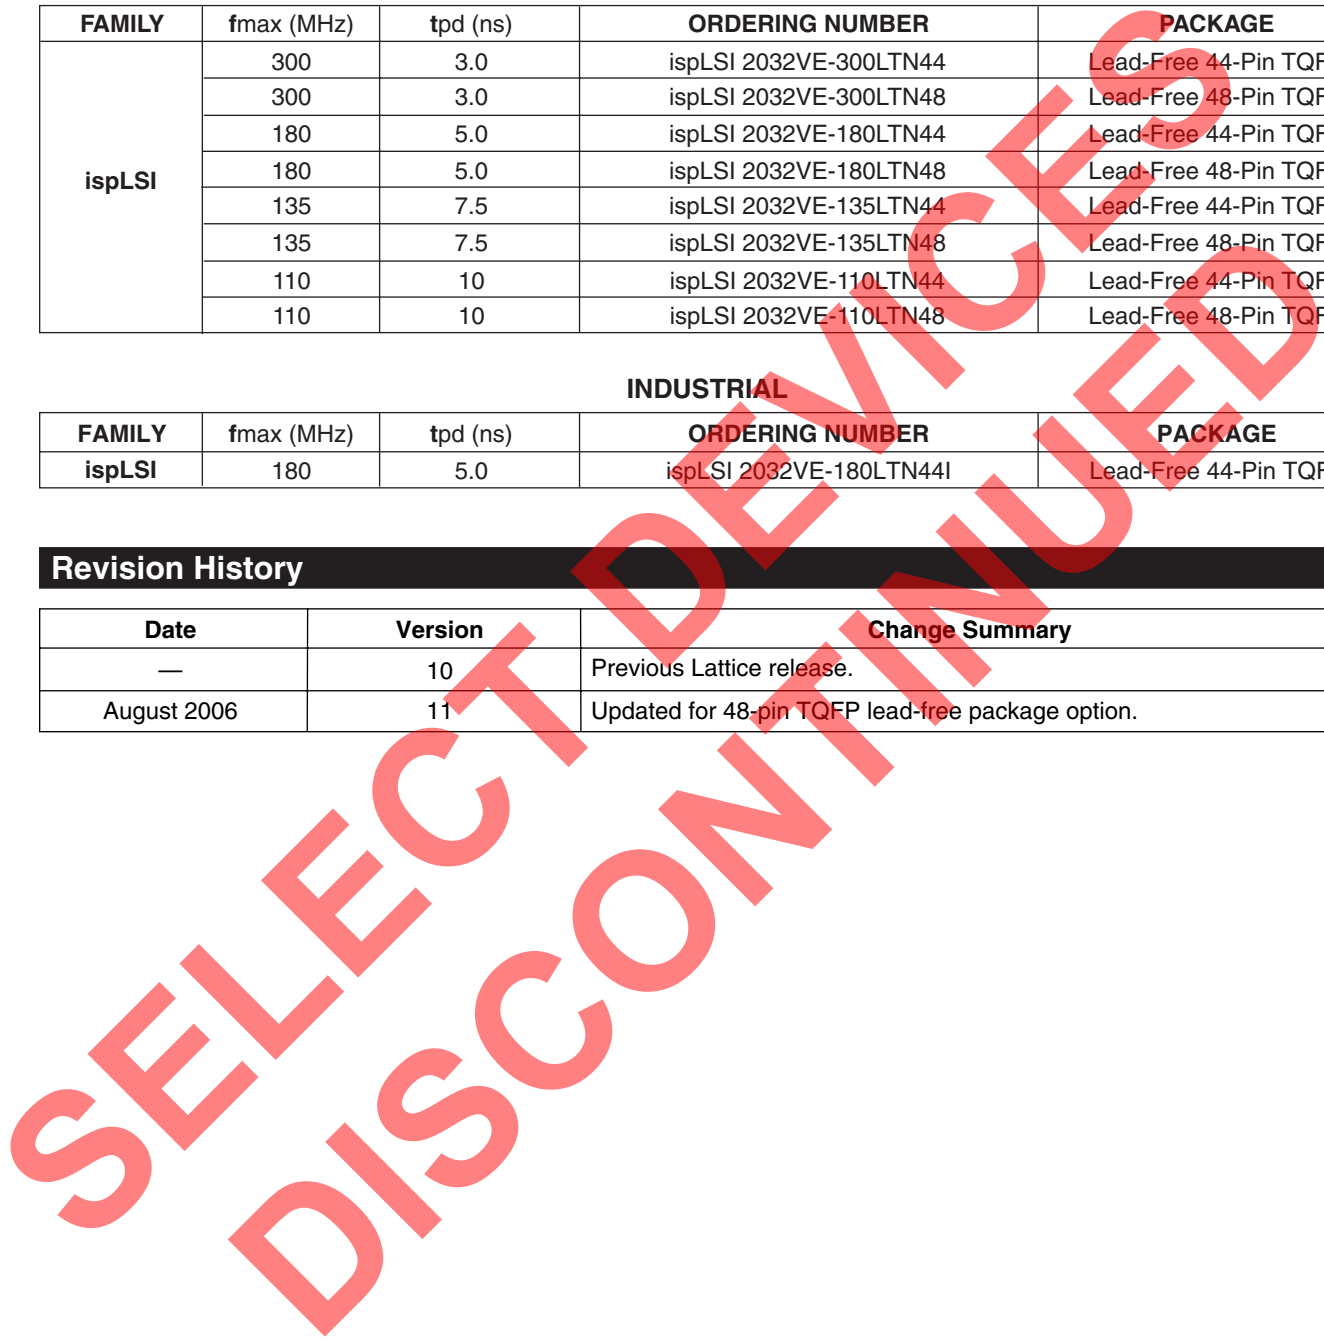 FAMILY fmax (MHz) tpd (ns) ORDERING NUMBER PACKAGE
300 3.0 ispLSI 2032VE-300LTN44 Lead-Free 44-Pin TQF
300 3.0 ispLSI 2032VE-300LTN48 Lead-Free 48-Pin TQF
180 5.0 ispLSI 2032VE-180LTN44 Lead-Free 44-Pin TQF
ispLSI 180 5.0 ispLSI 2032VE-180LTN48 Lead-Free 48-Pin TQF
135 7.5 ispLSI 2032VE-135LTN44 Lead-Free 44-Pin TQF
135 7.5 ispLSI 2032VE-135LTN48 Lead-Free 48-Pin TQF
110 10 ispLSI 2032VE-110LTN44 Lead-Free 44-Pin TQF
110 10 ispLSI 2032VE-110LTN48 Lead-Free 48-Pin TQF
INDUSTRIAL
FAMILY fmax (MHz) tpd (ns) ORDERING NUMBER PACKAGE
ispLSI 180 5.0 ispLSI 2032VE-180LTN44I Lead-Free 44-Pin TQF
Revision History
Date Version Change Summary
— 10 Previous Lattice release.
August 2006 11 Updated for 48-pin TQFP lead-free package option.
SELECT DEVICES
DISCONTINUED